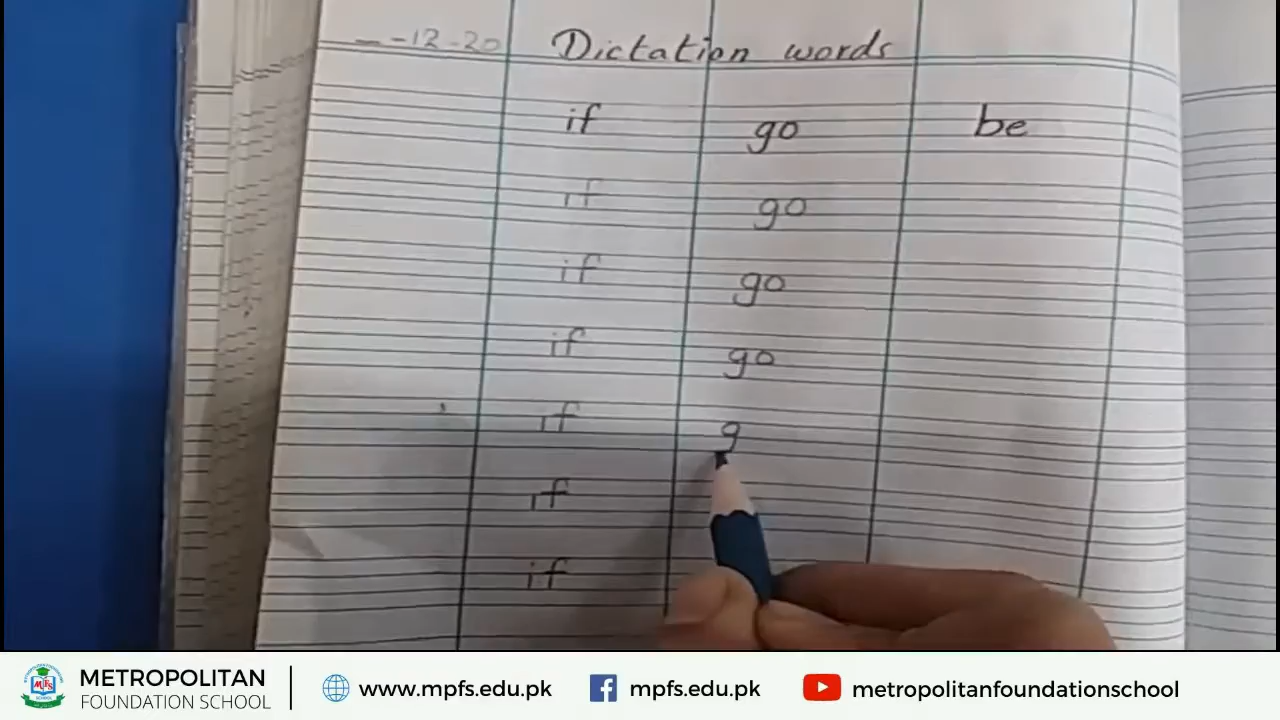 _ -12-20 Dictation words
if go be
if go
if go
if go
if g
if
if
METROPOLITAN FOUNDATION SCHOOL www.mpfs.edu.pk mpfs.edu.pk metropolitanfoundationschool